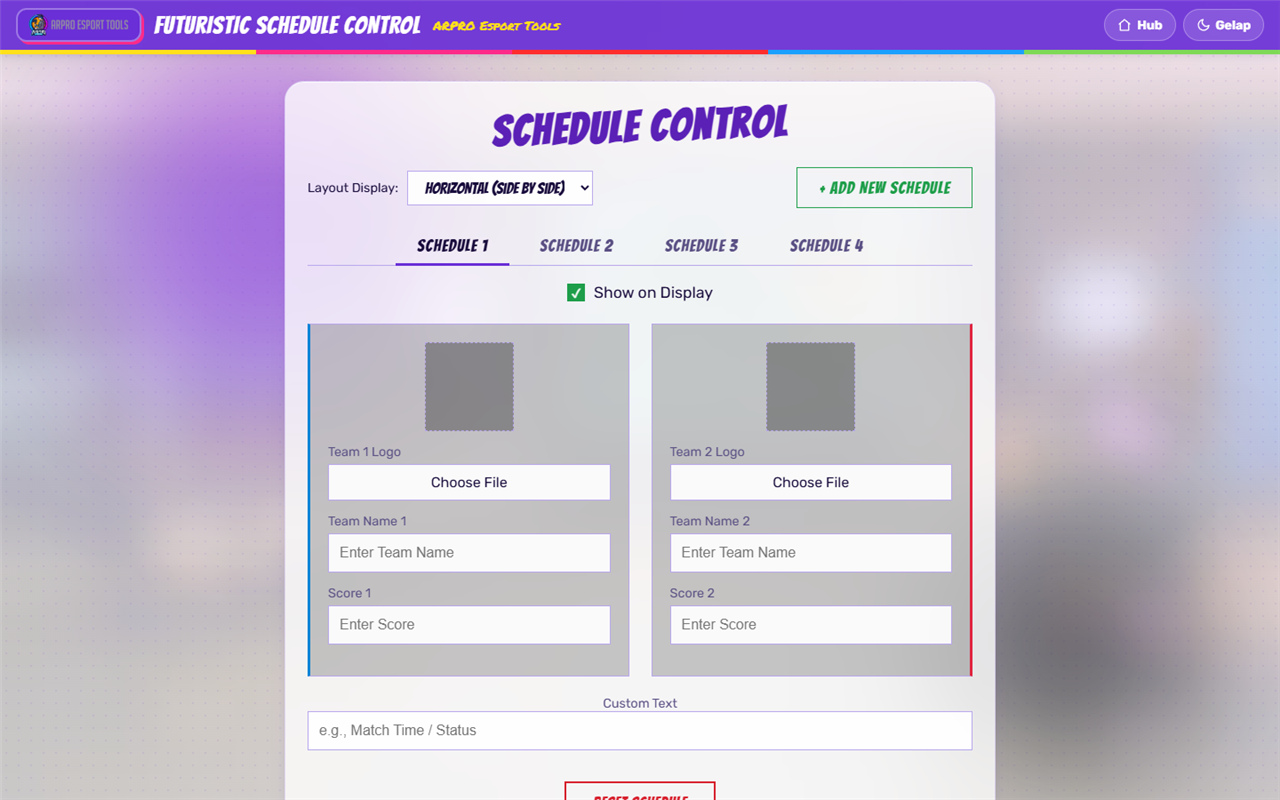 ARPRO ESPORT TOOLS
FUTURISTIC SCHEDULE CONTROL
ARPRO Esport Tools
Hub
Gelap
SCHEDULE CONTROL
Layout Display:
HORIZONTAL (SIDE BY SIDE)
+ ADD NEW SCHEDULE
SCHEDULE 1
SCHEDULE 2
SCHEDULE 3
SCHEDULE 4
Show on Display
Team 1 Logo
Choose File
Team Name 1
Enter Team Name
Score 1
Enter Score
Team 2 Logo
Choose File
Team Name 2
Enter Team Name
Score 2
Enter Score
Custom Text
e.g., Match Time / Status
RESET SCHEDULE